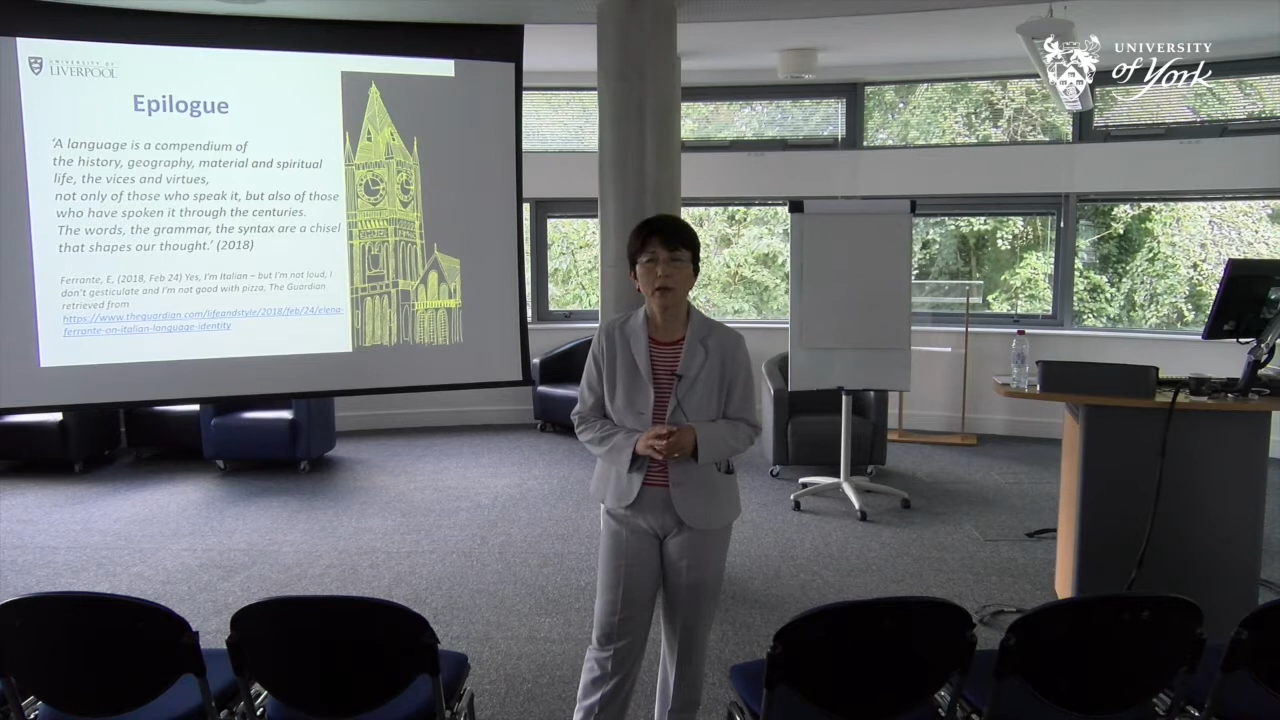 UNIVERSITY OF
LIVERPOOL
Epilogue
‘A language is a compendium of
the history, geography, material and spiritual
life, the vices and virtues,
not only of those who speak it, but also of those
who have spoken it through the centuries.
The words, the grammar, the syntax are a chisel
that shapes our thought.’ (2018)
Ferrante, E, (2018, Feb 24) Yes, I’m Italian – but I’m not loud, I
don’t gesticulate and I’m not good with pizza, The Guardian
retrieved from
https://www.theguardian.com/lifeandstyle/2018/feb/24/elena-
ferrante-on-italian-language-identity
UNIVERSITY
of York